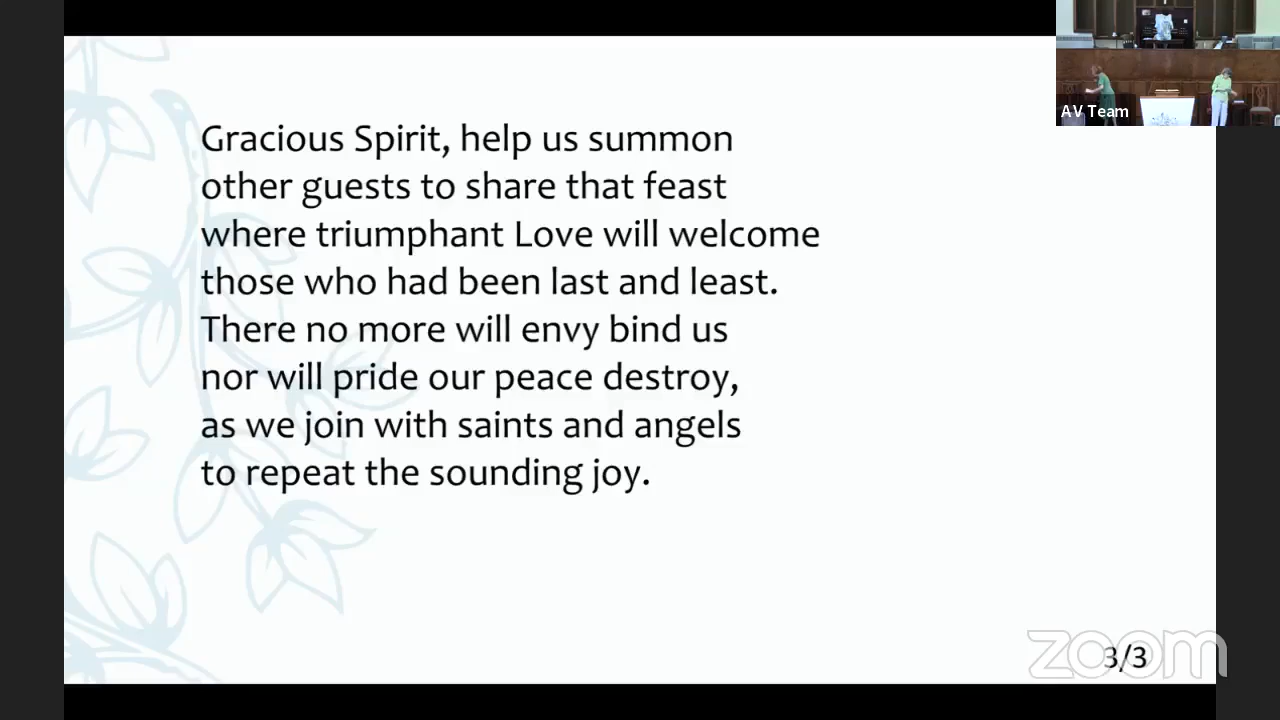 Gracious Spirit, help us summon
other guests to share that feast
where triumphant Love will welcome
those who had been last and least.
There no more will envy bind us
nor will pride our peace destroy,
as we join with saints and angels
to repeat the sounding joy.
AV Team
zoom
3/3